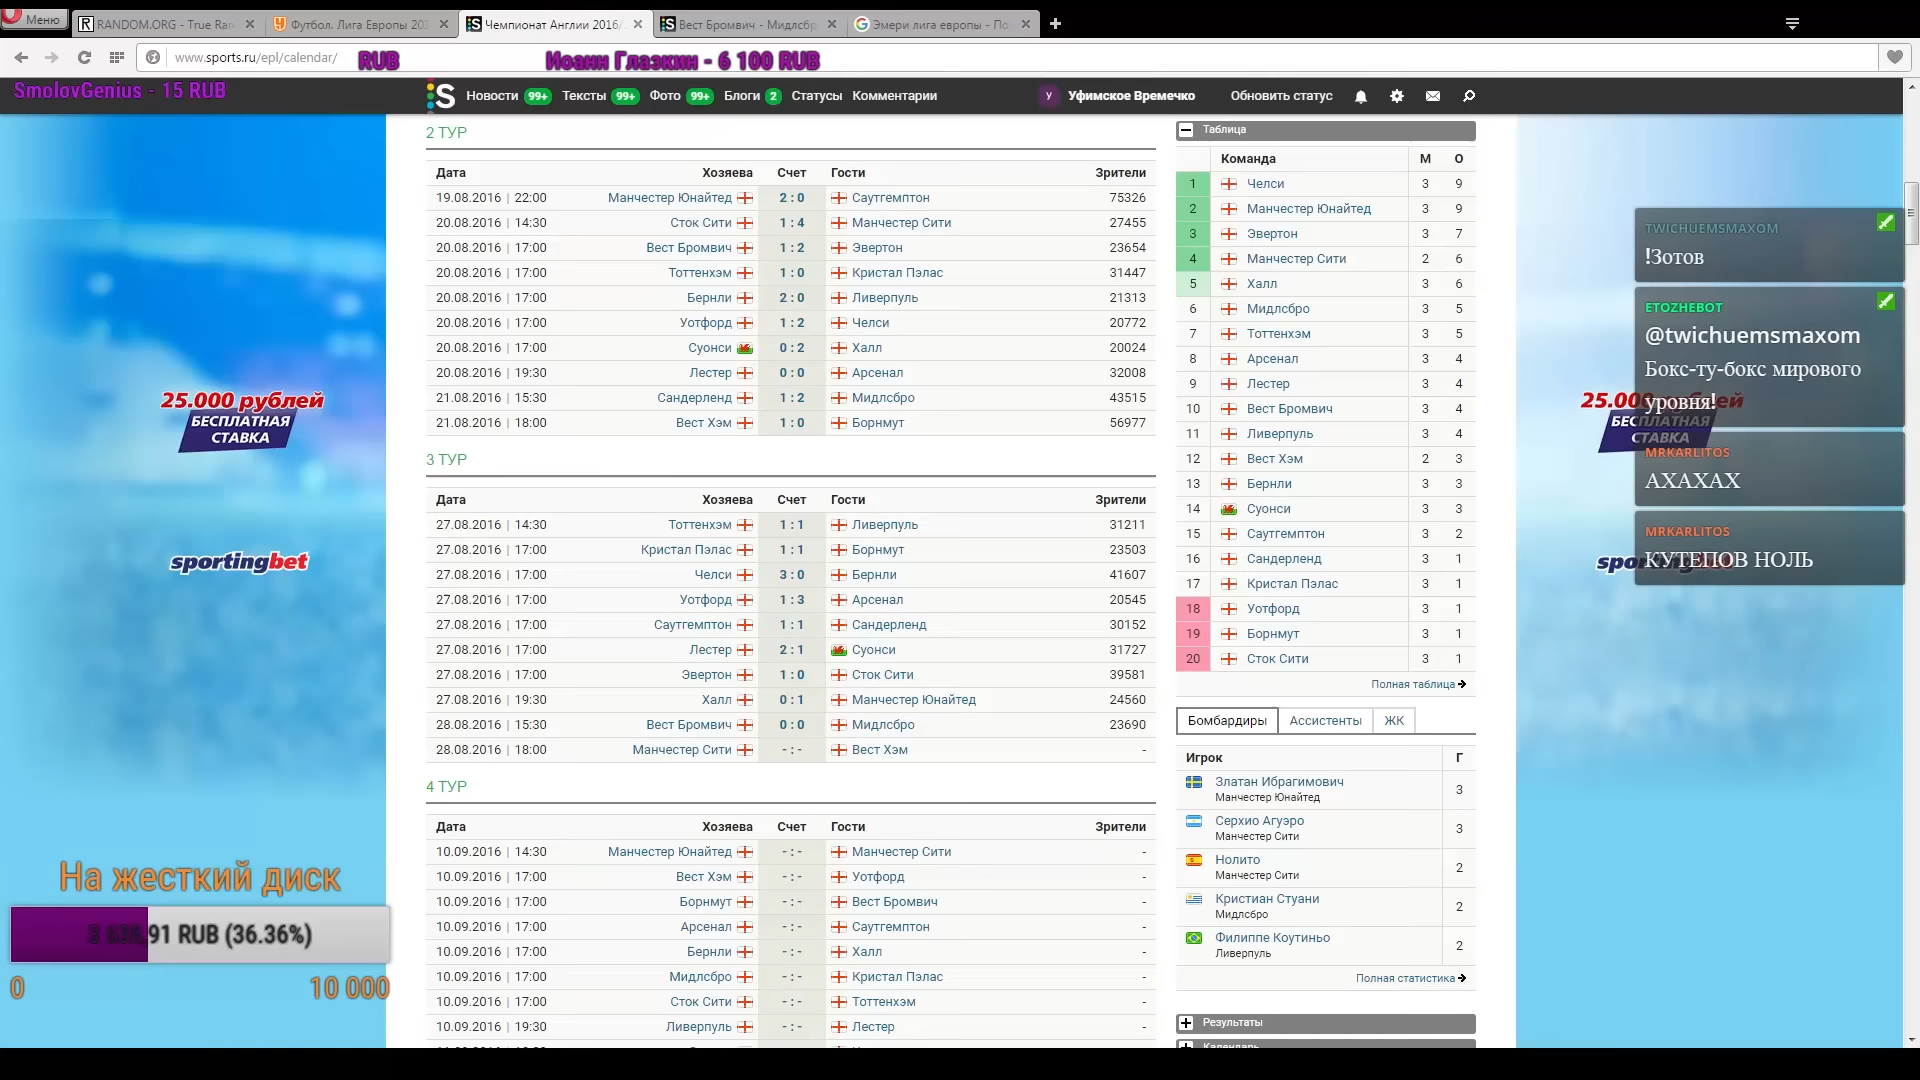 Меню
RANDOM.ORG - True Ran
Футбол. Лига Европы 201
Чемпионат Англии 2016/
Вест Бромвич - Мидлсбр
Эмери лига европы - По
www.sports.ru/epl/calendar/
RUB
Иоанн Глазкин - 6 100 RUB
SmolovGenius - 15 RUB
S Новости 99+ Тексты 99+ Фото 99+ Блоги 2 Статусы Комментарии
У Уфимское Времечко Обновить статус
2 ТУР
Дата Хозяева Счет Гости Зрители
19.08.2016 | 22:00 Манчестер Юнайтед 2 : 0 Саутгемптон 75326
20.08.2016 | 14:30 Сток Сити 1 : 4 Манчестер Сити 27455
20.08.2016 | 17:00 Вест Бромвич 1 : 2 Эвертон 23654
20.08.2016 | 17:00 Тоттенхэм 1 : 0 Кристал Пэлас 31447
20.08.2016 | 17:00 Бернли 2 : 0 Ливерпуль 21313
20.08.2016 | 17:00 Уотфорд 1 : 2 Челси 20772
20.08.2016 | 17:00 Суонси 0 : 2 Халл 20024
20.08.2016 | 19:30 Лестер 0 : 0 Арсенал 32008
21.08.2016 | 15:30 Сандерленд 1 : 2 Мидлсбро 43515
21.08.2016 | 18:00 Вест Хэм 1 : 0 Борнмут 56977
3 ТУР
Дата Хозяева Счет Гости Зрители
27.08.2016 | 14:30 Тоттенхэм 1 : 1 Ливерпуль 31211
27.08.2016 | 17:00 Кристал Пэлас 1 : 1 Борнмут 23503
27.08.2016 | 17:00 Челси 3 : 0 Бернли 41607
27.08.2016 | 17:00 Уотфорд 1 : 3 Арсенал 20545
27.08.2016 | 17:00 Саутгемптон 1 : 1 Сандерленд 30152
27.08.2016 | 17:00 Лестер 2 : 1 Суонси 31727
27.08.2016 | 17:00 Эвертон 1 : 0 Сток Сити 39581
27.08.2016 | 19:30 Халл 0 : 1 Манчестер Юнайтед 24560
28.08.2016 | 15:30 Вест Бромвич 0 : 0 Мидлсбро 23690
28.08.2016 | 18:00 Манчестер Сити - : - Вест Хэм -
4 ТУР
Дата Хозяева Счет Гости Зрители
10.09.2016 | 14:30 Манчестер Юнайтед - : - Манчестер Сити -
10.09.2016 | 17:00 Вест Хэм - : - Уотфорд -
10.09.2016 | 17:00 Борнмут - : - Вест Бромвич -
10.09.2016 | 17:00 Арсенал - : - Саутгемптон -
10.09.2016 | 17:00 Бернли - : - Халл -
10.09.2016 | 17:00 Мидлсбро - : - Кристал Пэлас -
10.09.2016 | 17:00 Сток Сити - : - Тоттенхэм -
10.09.2016 | 19:30 Ливерпуль - : - Лестер -
Таблица
Команда М О
1 Челси 3 9
2 Манчестер Юнайтед 3 9
3 Эвертон 3 7
4 Манчестер Сити 2 6
5 Халл 3 6
6 Мидлсбро 3 5
7 Тоттенхэм 3 5
8 Арсенал 3 4
9 Лестер 3 4
10 Вест Бромвич 3 4
11 Ливерпуль 3 4
12 Вест Хэм 2 3
13 Бернли 3 3
14 Суонси 3 3
15 Саутгемптон 3 2
16 Сандерленд 3 1
17 Кристал Пэлас 3 1
18 Уотфорд 3 1
19 Борнмут 3 1
20 Сток Сити 3 1
Полная таблица
Бомбардиры Ассистенты ЖК
Игрок Г
Златан Ибрагимович 3
Манчестер Юнайтед
Серхио Агуэро 3
Манчестер Сити
Нолито 2
Манчестер Сити
Кристиан Стуани 2
Мидлсбро
Филиппе Коутиньо 2
Ливерпуль
Полная статистика
Результаты
Календарь
25.000 рублей
БЕСПЛАТНАЯ
СТАВКА
sportingbet
На жесткий диск
91 RUB (36.36%)
0 10 000
TWICHUEMSMAXOM
!Зотов
ETOZHEBOT
@twichuemsmaxom
Бокс-ту-бокс мирового
уровня!
25.00
БЕСПЛАТНАЯ
СТАВКА
MRKARLITOS
АХАХАХ
MRKARLITOS
КУТЕПОВ НОЛЬ